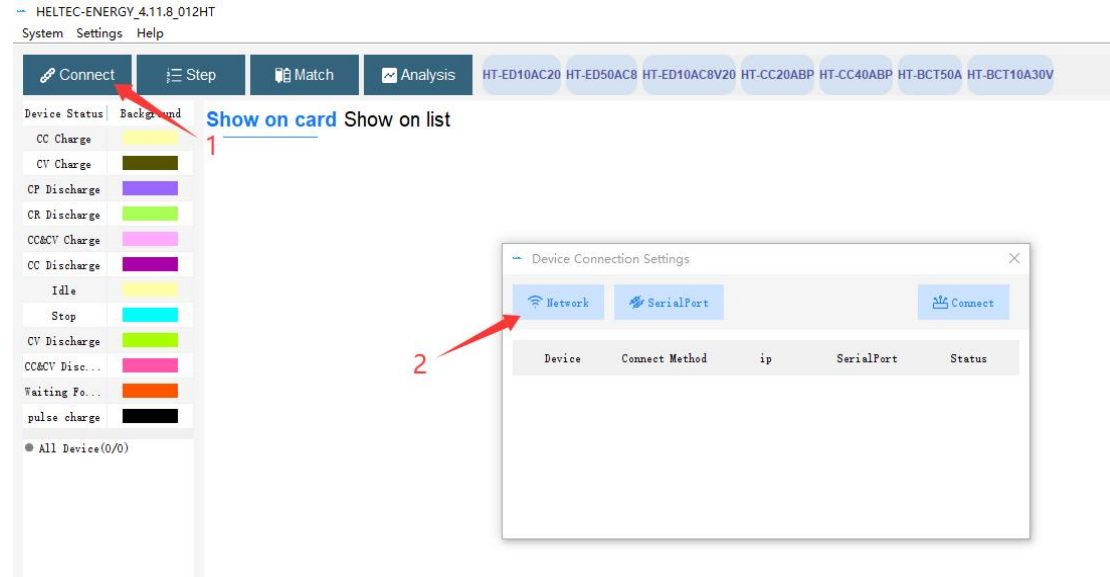 HELTEC-ENERGY_4.11.8_012HT
System Settings Help
Connect Step Match Analysis HT-ED10AC20 HT-ED50AC8 HT-ED10AC8V20 HT-CC20ABP HT-CC40ABP HT-BCT50A HT-BCT10A30V
Device Status Background
Show on card Show on list
1
CC Charge
CV Charge
CP Discharge
CR Discharge
CC&CV Charge
CC Discharge
Idle
Stop
CV Discharge
CC&CV Disc...
Waiting Fo...
pulse charge
All Device(0/0)
Device Connection Settings
Network SerialPort Connect
2
Device Connect Method ip SerialPort Status